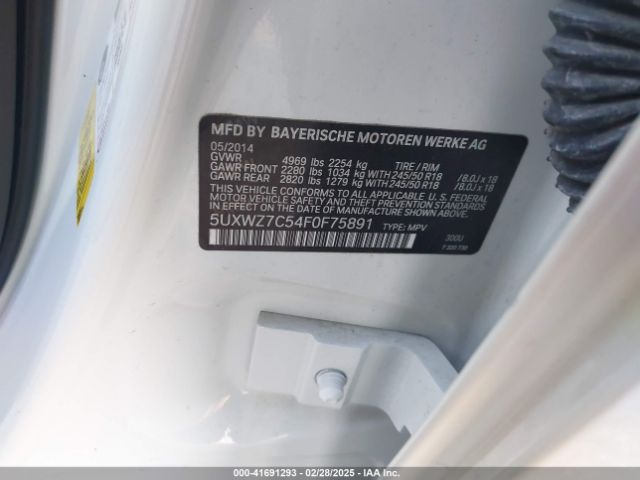 MFD BY BAYERISCHE MOTOREN WERKE AG
05/2014
GVWR 4969 lbs 2254 kg TIRE / RIM
GAWR FRONT 2280 lbs 1034 kg WITH 245/50 R18 / 8.0J x 18
GAWR REAR 2820 lbs 1279 kg WITH 245/50 R18 / 8.0J x 18
THIS VEHICLE CONFORMS TO ALL APPLICABLE U.S. FEDERAL
MOTOR VEHICLE SAFETY, BUMPER, AND THEFT PREVENTION
STANDARDS IN EFFECT ON THE DATE OF MANUFACTURE SHOWN ABOVE.
5UXWZ7C54F0F75891 TYPE: MPV
300U
000-41691293 - 02/28/2025 - IAA Inc.